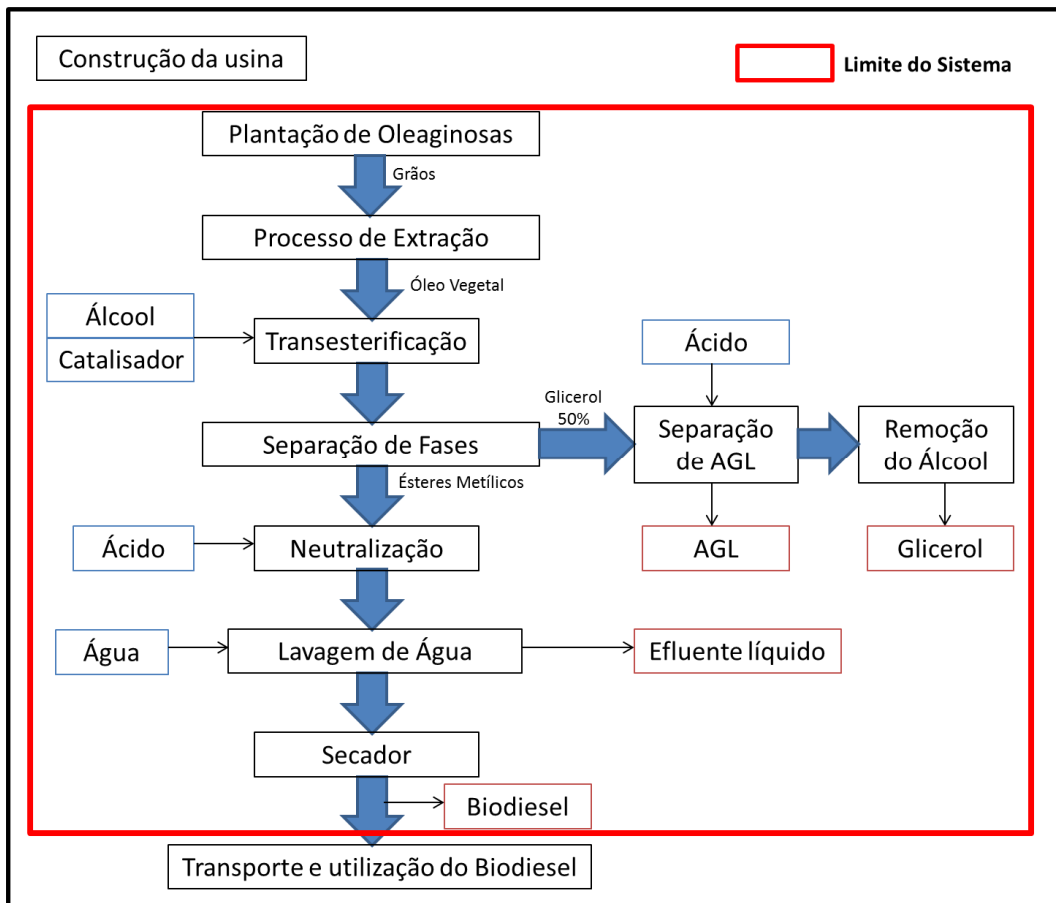 Construção da usina
Limite do Sistema
Plantação de Oleaginosas
Grãos
Processo de Extração
Óleo Vegetal
Álcool
Catalisador
Transesterificação
Ácido
Glicerol
50%
Separação de Fases
Separação
de AGL
Remoção
do Álcool
Ésteres Metílicos
Ácido
Neutralização
AGL
Glicerol
Água
Lavagem de Água
Efluente líquido
Secador
Biodiesel
Transporte e utilização do Biodiesel